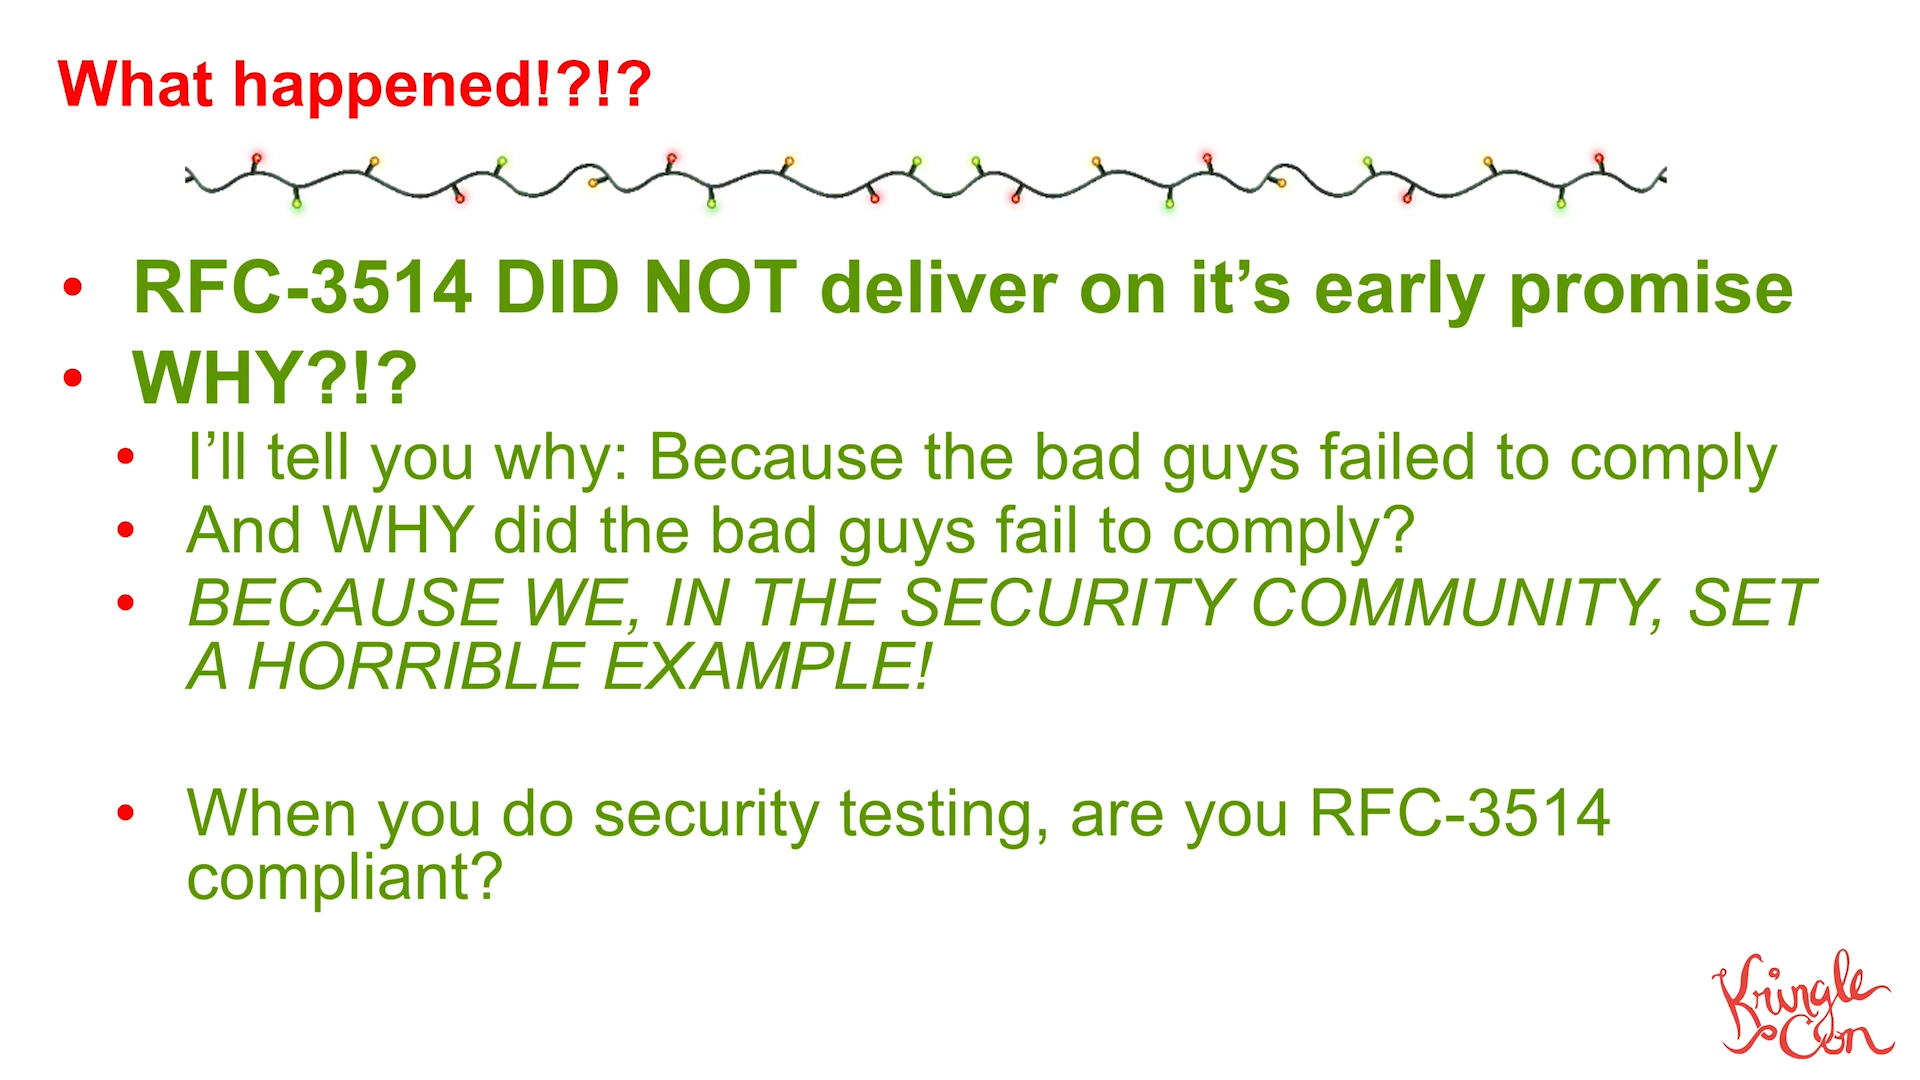 What happened!?!?
• RFC-3514 DID NOT deliver on it’s early promise
• WHY?!?
• I’ll tell you why: Because the bad guys failed to comply
• And WHY did the bad guys fail to comply?
• BECAUSE WE, IN THE SECURITY COMMUNITY, SET
A HORRIBLE EXAMPLE!
• When you do security testing, are you RFC-3514
compliant?
Kringle
Con